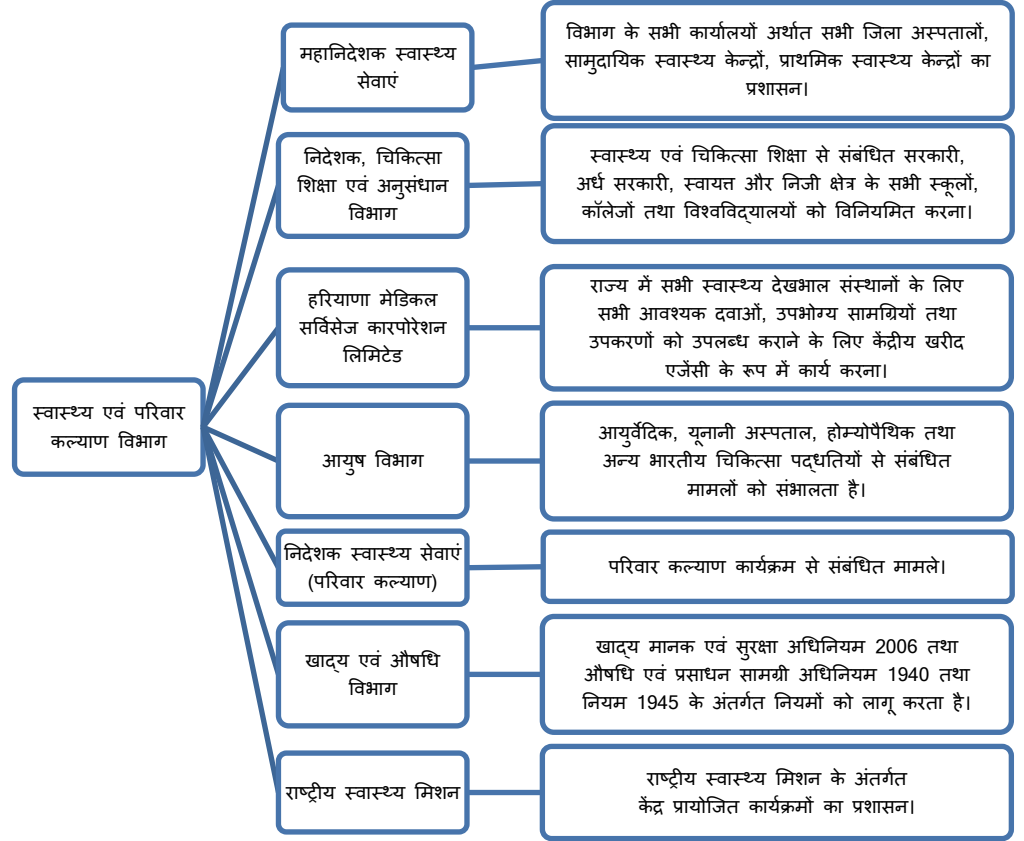 महानिदेशक स्वास्थ्य
सेवाएं
विभाग के सभी कार्यालयों अर्थात सभी जिला अस्पतालों,
सामुदायिक स्वास्थ्य केन्द्रों, प्राथमिक स्वास्थ्य केन्द्रों का
प्रशासन।
निदेशक, चिकित्सा
शिक्षा एवं अनुसंधान
विभाग
स्वास्थ्य एवं चिकित्सा शिक्षा से संबंधित सरकारी,
अर्ध सरकारी, स्वायत्त और निजी क्षेत्र के सभी स्कूलों,
कॉलेजों तथा विश्वविद्यालयों को विनियमित करना।
हरियाणा मेडिकल
सर्विसेज कारपोरेशन
लिमिटेड
राज्य में सभी स्वास्थ्य देखभाल संस्थानों के लिए
सभी आवश्यक दवाओं, उपभोग्य सामग्रियों तथा
उपकरणों को उपलब्ध कराने के लिए केंद्रीय खरीद
एजेंसी के रूप में कार्य करना।
स्वास्थ्य एवं परिवार
कल्याण विभाग
आयुष विभाग
आयुर्वेदिक, यूनानी अस्पताल, होम्योपैथिक तथा
अन्य भारतीय चिकित्सा पद्धतियों से संबंधित
मामलों को संभालता है।
निदेशक स्वास्थ्य सेवाएं
(परिवार कल्याण)
परिवार कल्याण कार्यक्रम से संबंधित मामले।
खाद्य एवं औषधि
विभाग
खाद्य मानक एवं सुरक्षा अधिनियम 2006 तथा
औषधि एवं प्रसाधन सामग्री अधिनियम 1940 तथा
नियम 1945 के अंतर्गत नियमों को लागू करता है।
राष्ट्रीय स्वास्थ्य मिशन
राष्ट्रीय स्वास्थ्य मिशन के अंतर्गत
केंद्र प्रायोजित कार्यक्रमों का प्रशासन।